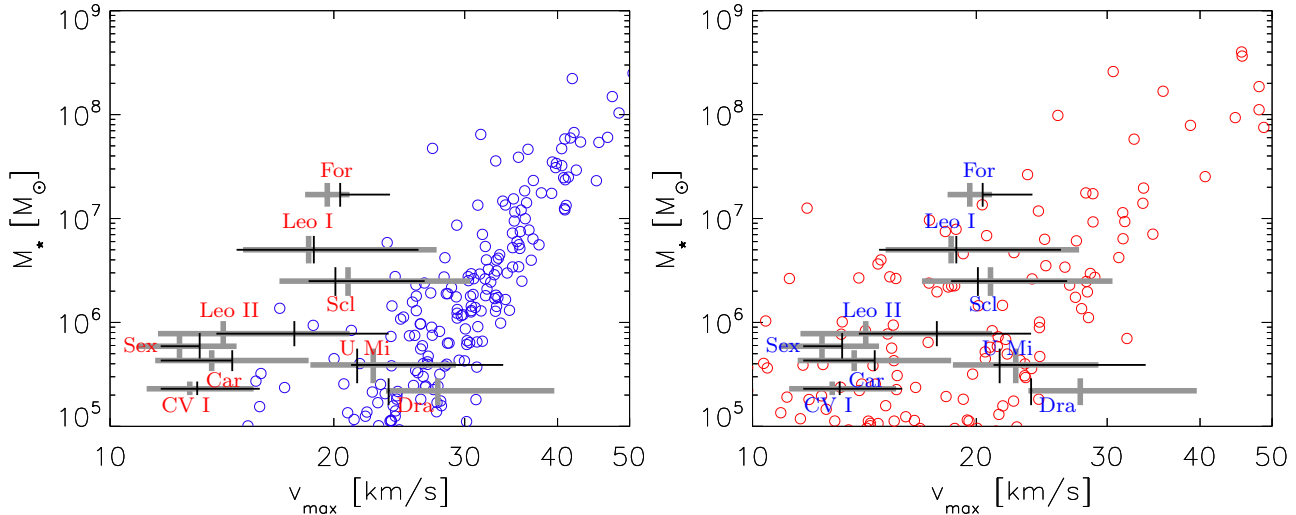 10⁹
10⁸
10⁷
10⁶
10⁵
M⋆ [M⊙]
For
Leo I
Scl
Leo II
Sex
U Mi
Car
CV I
Dra
10 20 30 40 50
v_max [km/s]
10⁹
10⁸
10⁷
10⁶
10⁵
M⋆ [M⊙]
For
Leo I
Scl
Leo II
Sex
U Mi
Car
CV I
Dra
10 20 30 40 50
v_max [km/s]